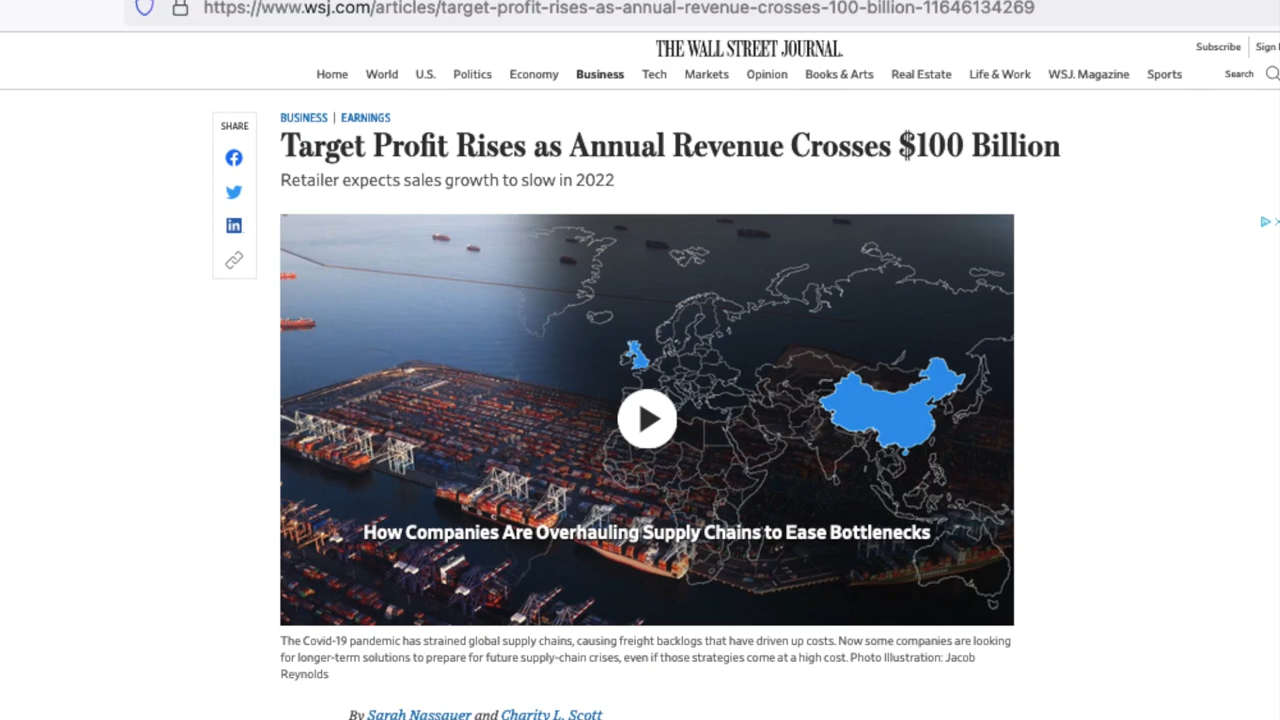 https://www.wsj.com/articles/target-profit-rises-as-annual-revenue-crosses-100-billion-11646134269
THE WALL STREET JOURNAL.
Subscribe Sign
Home World U.S. Politics Economy Business Tech Markets Opinion Books & Arts Real Estate Life & Work WSJ. Magazine Sports Search
SHARE
BUSINESS | EARNINGS
Target Profit Rises as Annual Revenue Crosses $100 Billion
Retailer expects sales growth to slow in 2022
How Companies Are Overhauling Supply Chains to Ease Bottlenecks
The Covid-19 pandemic has strained global supply chains, causing freight backlogs that have driven up costs. Now some companies are looking
for longer-term solutions to prepare for future supply-chain crises, even if those strategies come at a high cost. Photo Illustration: Jacob
Reynolds
By Sarah Nassauer and Charity L. Scott